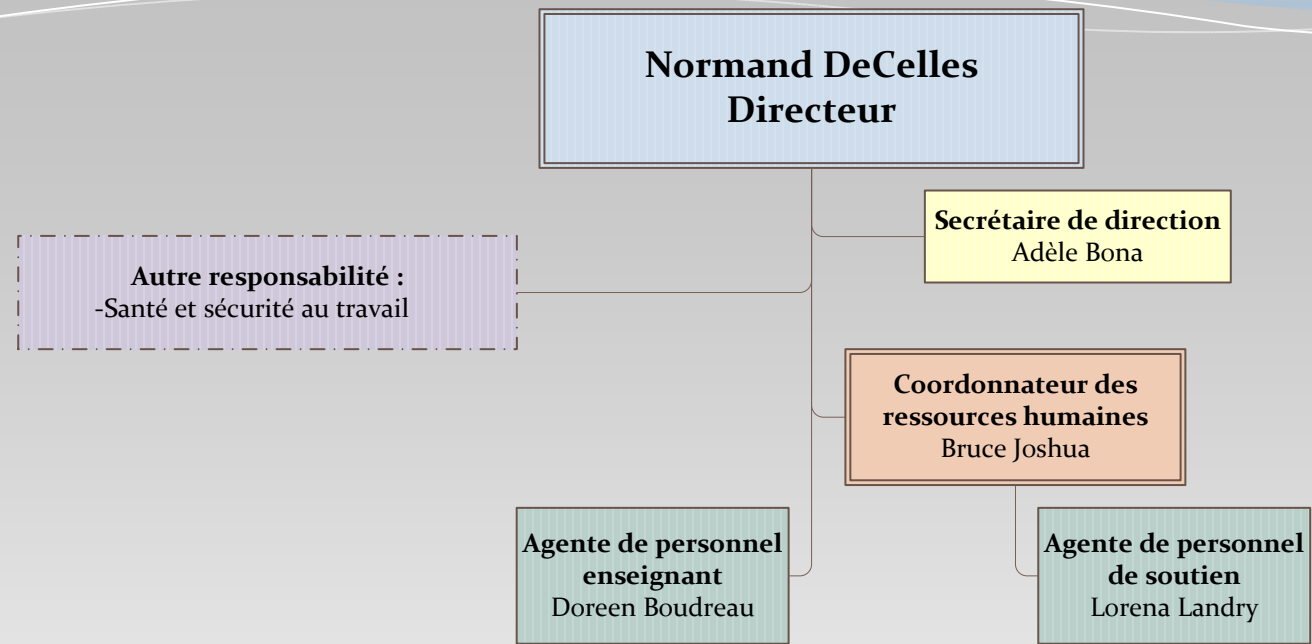 Normand DeCelles
Directeur
Secrétaire de direction
Adèle Bona
Autre responsabilité :
-Santé et sécurité au travail
Coordonnateur des
ressources humaines
Bruce Joshua
Agente de personnel
enseignant
Doreen Boudreau
Agente de personnel
de soutien
Lorena Landry